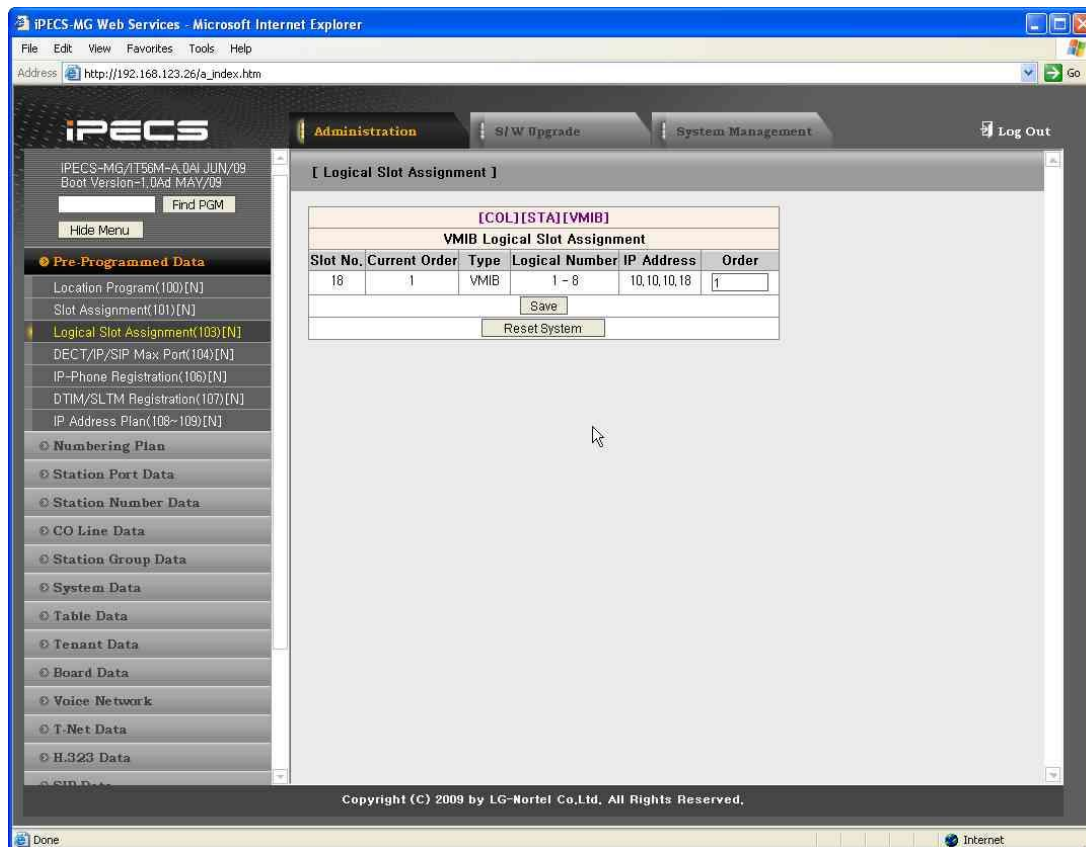 iPECS-MG Web Services - Microsoft Internet Explorer
File Edit View Favorites Tools Help
Address http://192.168.123.26/a_index.htm Go
iPECS
Administration S/W Upgrade System Management Log Out
IPECS-MG/IT56M-A,0AI JUN/09
Boot Version-1,0Ad MAY/09
Find PGM
Hide Menu
Pre-Programmed Data
Location Program(100)[N]
Slot Assignment(101)[N]
Logical Slot Assignment(103)[N]
DECT/IP/SIP Max Port(104)[N]
IP-Phone Registration(106)[N]
DTIM/SLTM Registration(107)[N]
IP Address Plan(108~109)[N]
Numbering Plan
Station Port Data
Station Number Data
CO Line Data
Station Group Data
System Data
Table Data
Tenant Data
Board Data
Voice Network
T-Net Data
H.323 Data
[ Logical Slot Assignment ]
[COL][STA][VMIB]
VMIB Logical Slot Assignment
Slot No. Current Order Type Logical Number IP Address Order
18 1 VMIB 1 - 8 10,10,10,18 1
Save
Reset System
Copyright (C) 2009 by LG-Nortel Co,Ltd, All Rights Reserved,
Done Internet